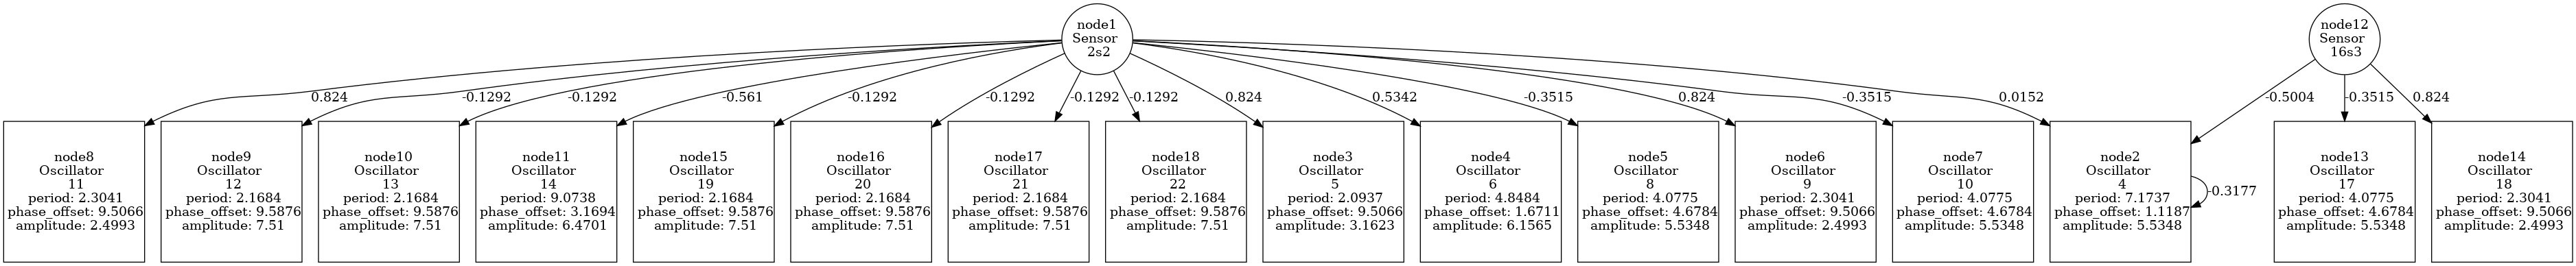 node1
Sensor
2s2
node12
Sensor
16s3
0.824
-0.1292
-0.1292
-0.561
-0.1292
-0.1292
-0.1292
-0.1292
0.824
0.5342
-0.3515
0.824
-0.3515
0.0152
-0.5004
-0.3515
0.824
node8
Oscillator
11
period: 2.3041
phase_offset: 9.5066
amplitude: 2.4993
node9
Oscillator
12
period: 2.1684
phase_offset: 9.5876
amplitude: 7.51
node10
Oscillator
13
period: 2.1684
phase_offset: 9.5876
amplitude: 7.51
node11
Oscillator
14
period: 9.0738
phase_offset: 3.1694
amplitude: 6.4701
node15
Oscillator
19
period: 2.1684
phase_offset: 9.5876
amplitude: 7.51
node16
Oscillator
20
period: 2.1684
phase_offset: 9.5876
amplitude: 7.51
node17
Oscillator
21
period: 2.1684
phase_offset: 9.5876
amplitude: 7.51
node18
Oscillator
22
period: 2.1684
phase_offset: 9.5876
amplitude: 7.51
node3
Oscillator
5
period: 2.0937
phase_offset: 9.5066
amplitude: 3.1623
node4
Oscillator
6
period: 4.8484
phase_offset: 1.6711
amplitude: 6.1565
node5
Oscillator
8
period: 4.0775
phase_offset: 4.6784
amplitude: 5.5348
node6
Oscillator
9
period: 2.3041
phase_offset: 9.5066
amplitude: 2.4993
node7
Oscillator
10
period: 4.0775
phase_offset: 4.6784
amplitude: 5.5348
node2
Oscillator
4
period: 7.1737
phase_offset: 1.1187
amplitude: 5.5348
-0.3177
node13
Oscillator
17
period: 4.0775
phase_offset: 4.6784
amplitude: 5.5348
node14
Oscillator
18
period: 2.3041
phase_offset: 9.5066
amplitude: 2.4993